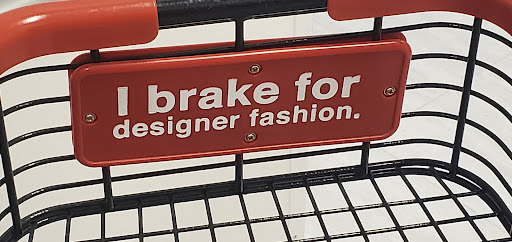 I brake for
designer fashion.